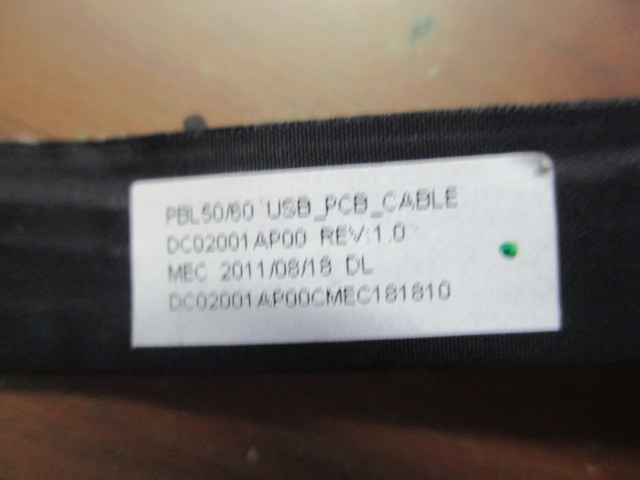 PBL50/60 USB_PCB_CABLE
DC02001AP00 REV:1.0
MEC 2011/08/18 DL
DC02001AP00CMEC181810